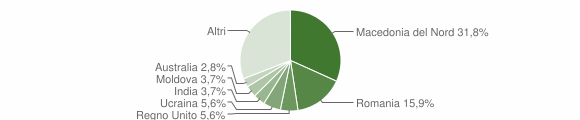 Altri
Macedonia del Nord 31,8%
Australia 2,8%
Moldova 3,7%
India 3,7%
Ucraina 5,6%
Romania 15,9%
Regno Unito 5,6%